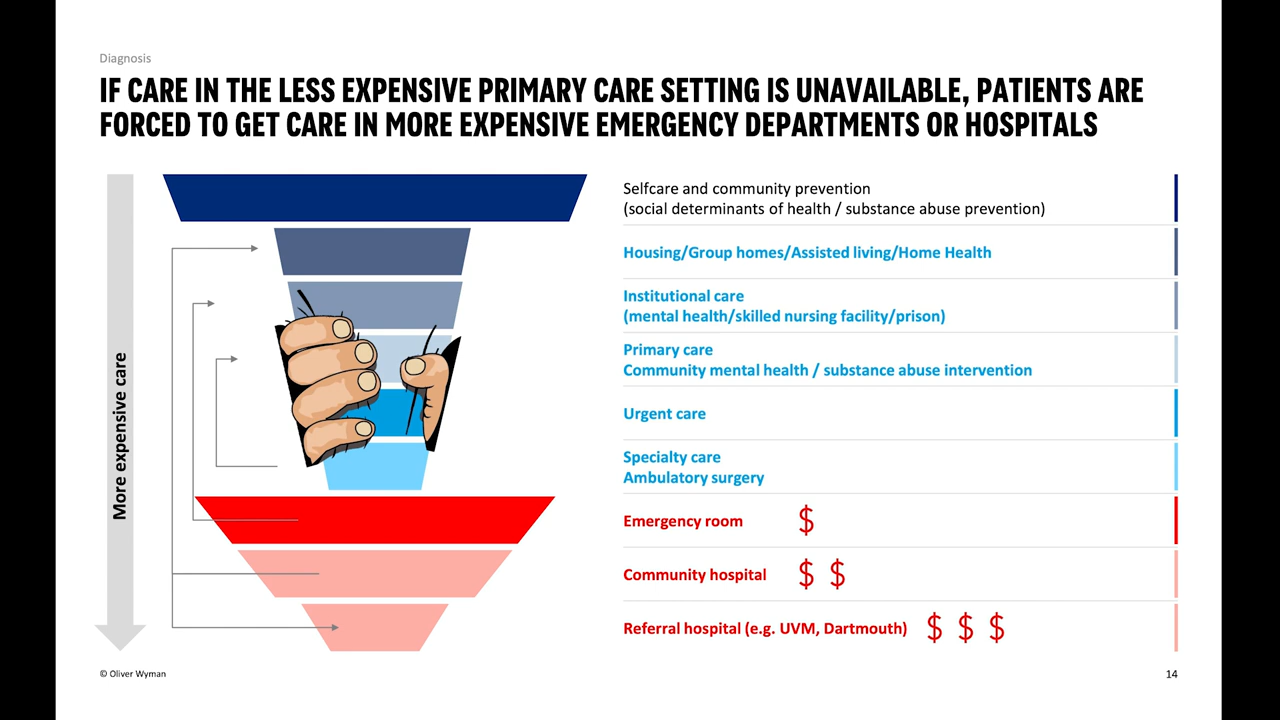 Diagnosis
IF CARE IN THE LESS EXPENSIVE PRIMARY CARE SETTING IS UNAVAILABLE, PATIENTS ARE
FORCED TO GET CARE IN MORE EXPENSIVE EMERGENCY DEPARTMENTS OR HOSPITALS
More expensive care
Selfcare and community prevention
(social determinants of health / substance abuse prevention)
Housing/Group homes/Assisted living/Home Health
Institutional care
(mental health/skilled nursing facility/prison)
Primary care
Community mental health / substance abuse intervention
Urgent care
Specialty care
Ambulatory surgery
Emergency room $
Community hospital $ $
Referral hospital (e.g. UVM, Dartmouth) $ $ $
© Oliver Wyman
14